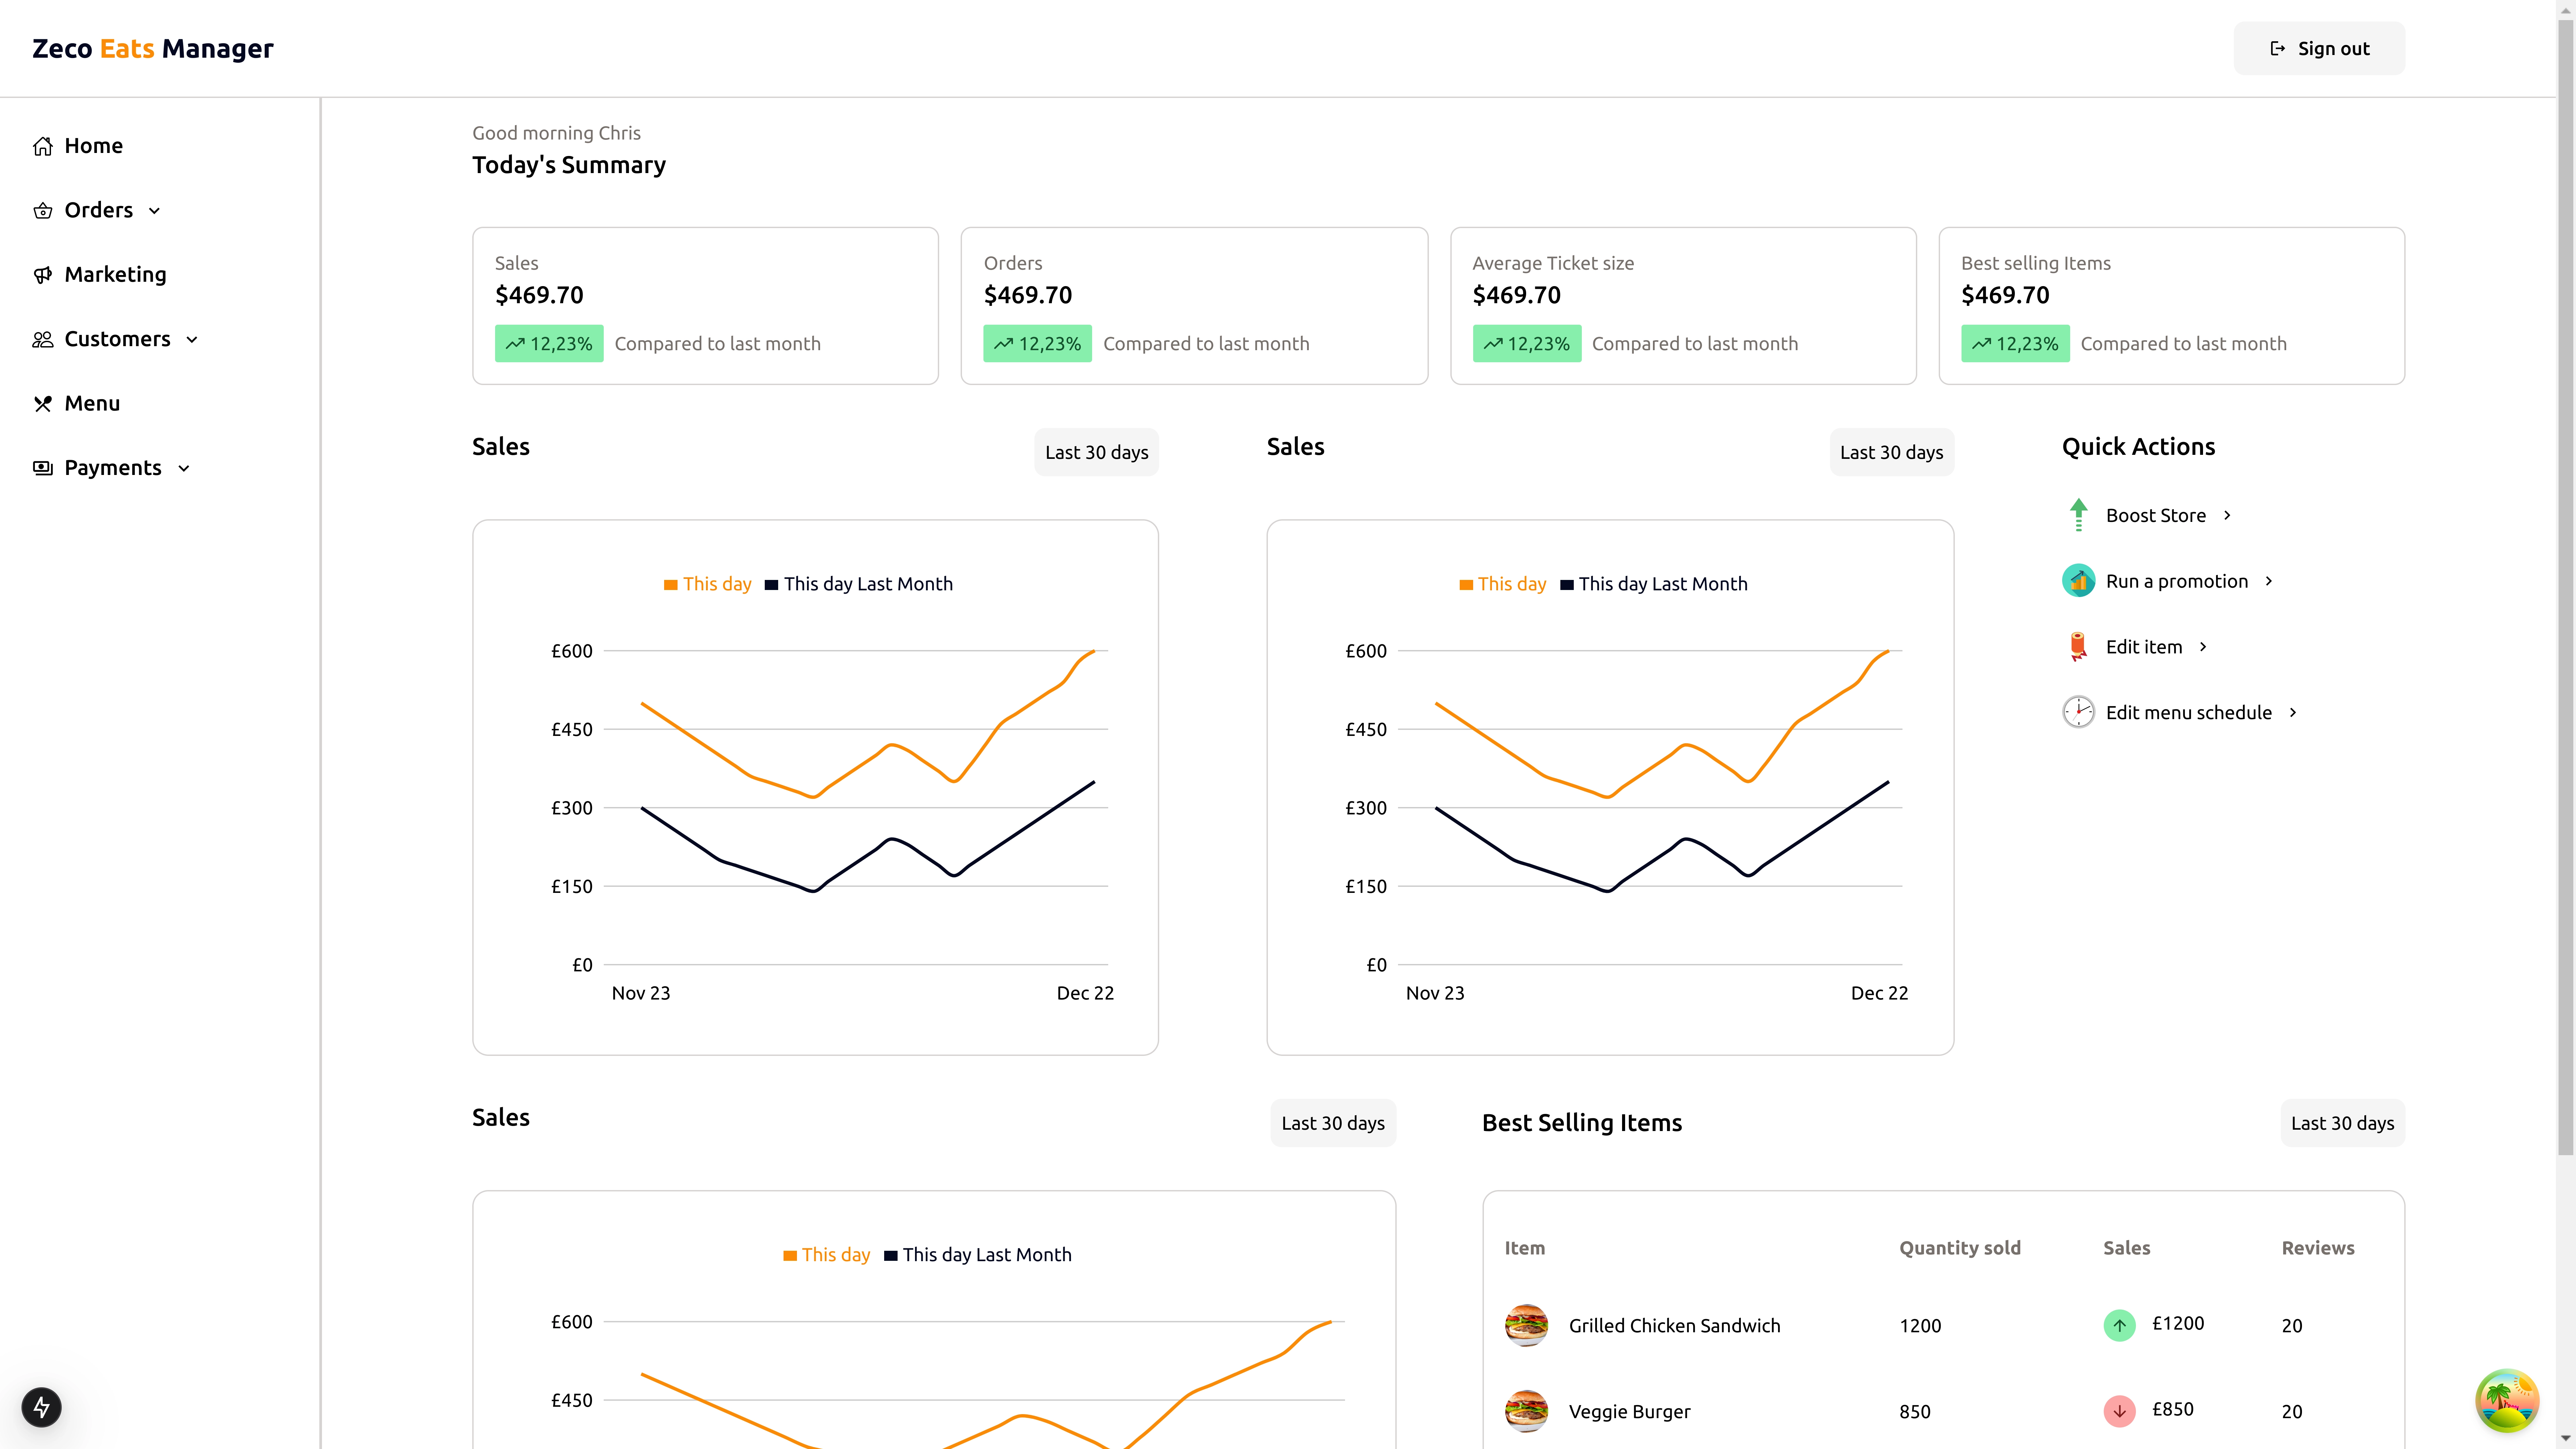 Zeco Eats Manager
Sign out
Home
Orders
Marketing
Customers
Menu
Payments
Good morning Chris
Today's Summary
Sales
$469.70
12,23% Compared to last month
Orders
$469.70
12,23% Compared to last month
Average Ticket size
$469.70
12,23% Compared to last month
Best selling Items
$469.70
12,23% Compared to last month
Sales
Last 30 days
This day This day Last Month
£600
£450
£300
£150
£0
Nov 23 Dec 22
Sales
Last 30 days
This day This day Last Month
£600
£450
£300
£150
£0
Nov 23 Dec 22
Quick Actions
Boost Store
Run a promotion
Edit item
Edit menu schedule
Sales
Last 30 days
This day This day Last Month
£600
£450
Best Selling Items
Last 30 days
Item Quantity sold Sales Reviews
Grilled Chicken Sandwich 1200 £1200 20
Veggie Burger 850 £850 20